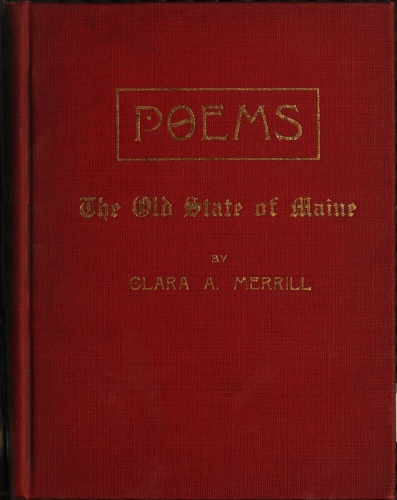 POEMS
The Old State of Maine
BY
CLARA A. MERRILL